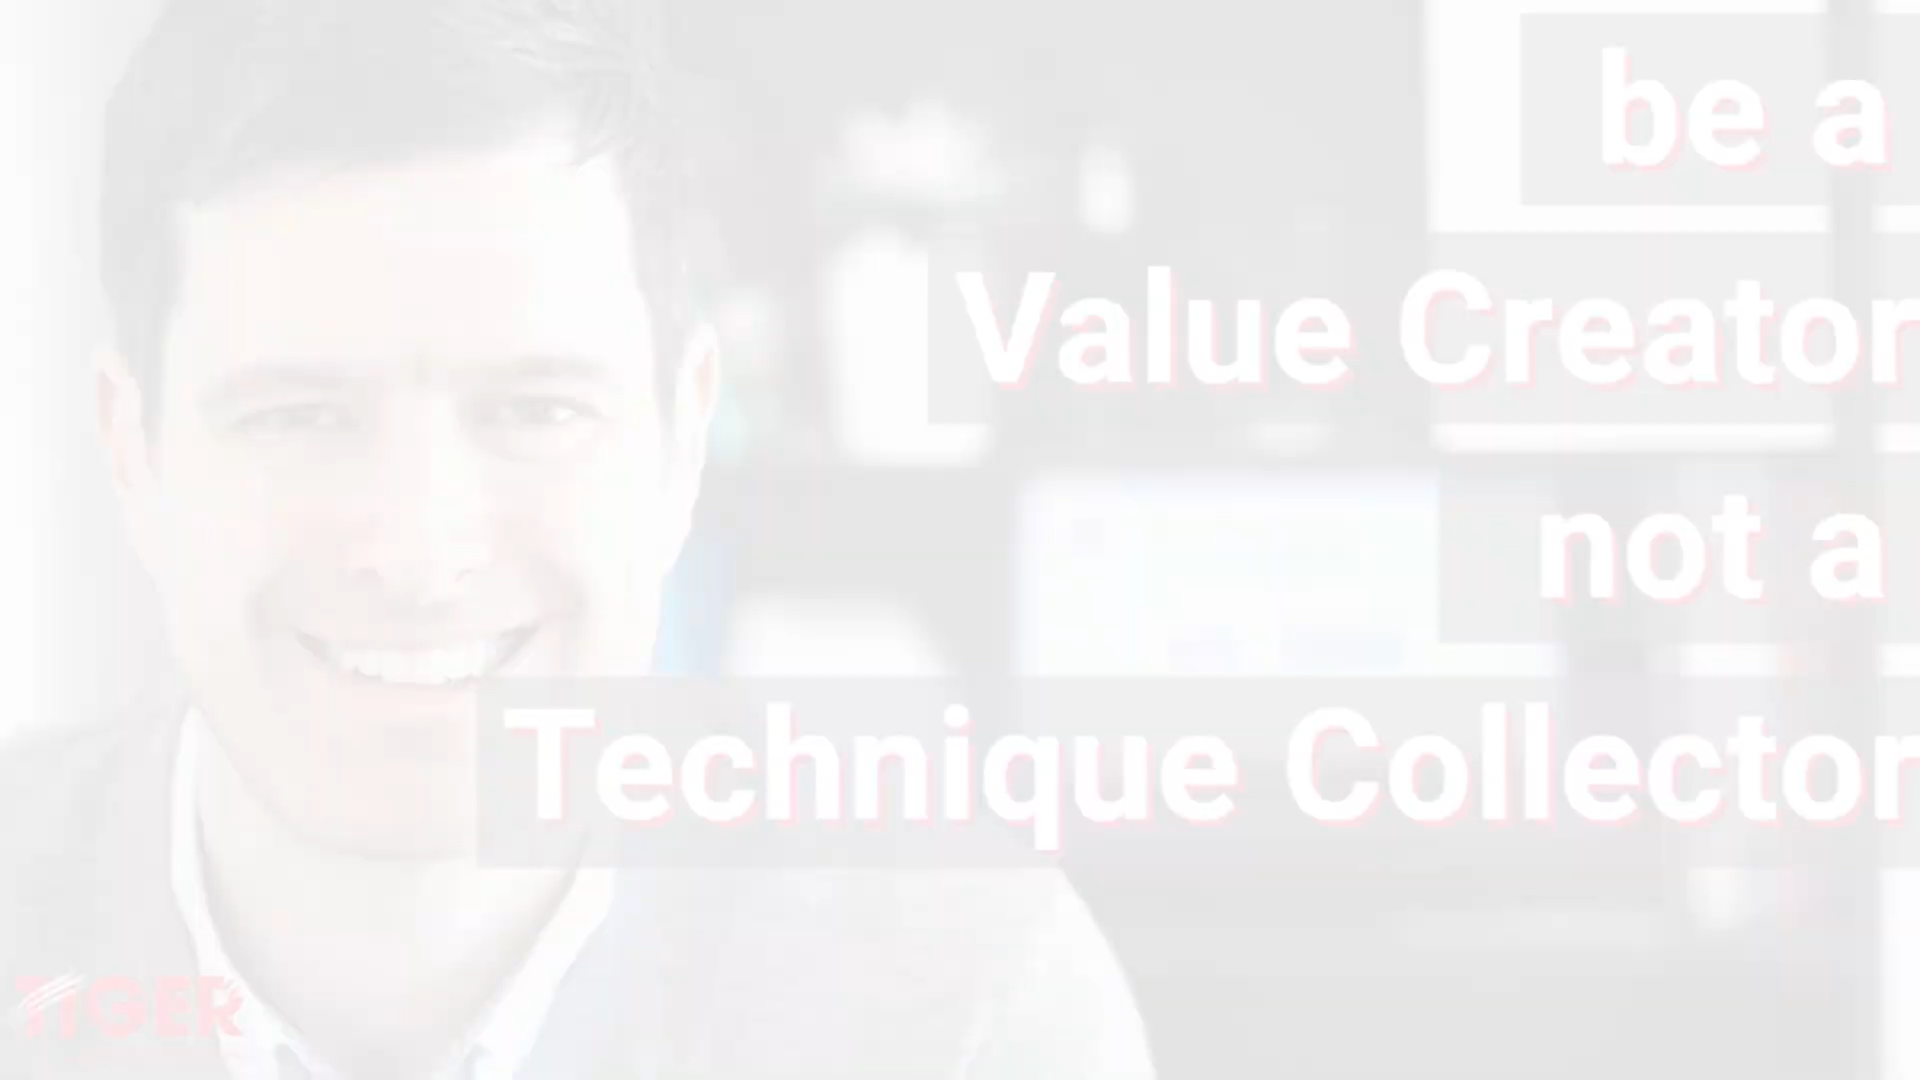 be a
Value Creator
not a
Technique Collector
TIGER